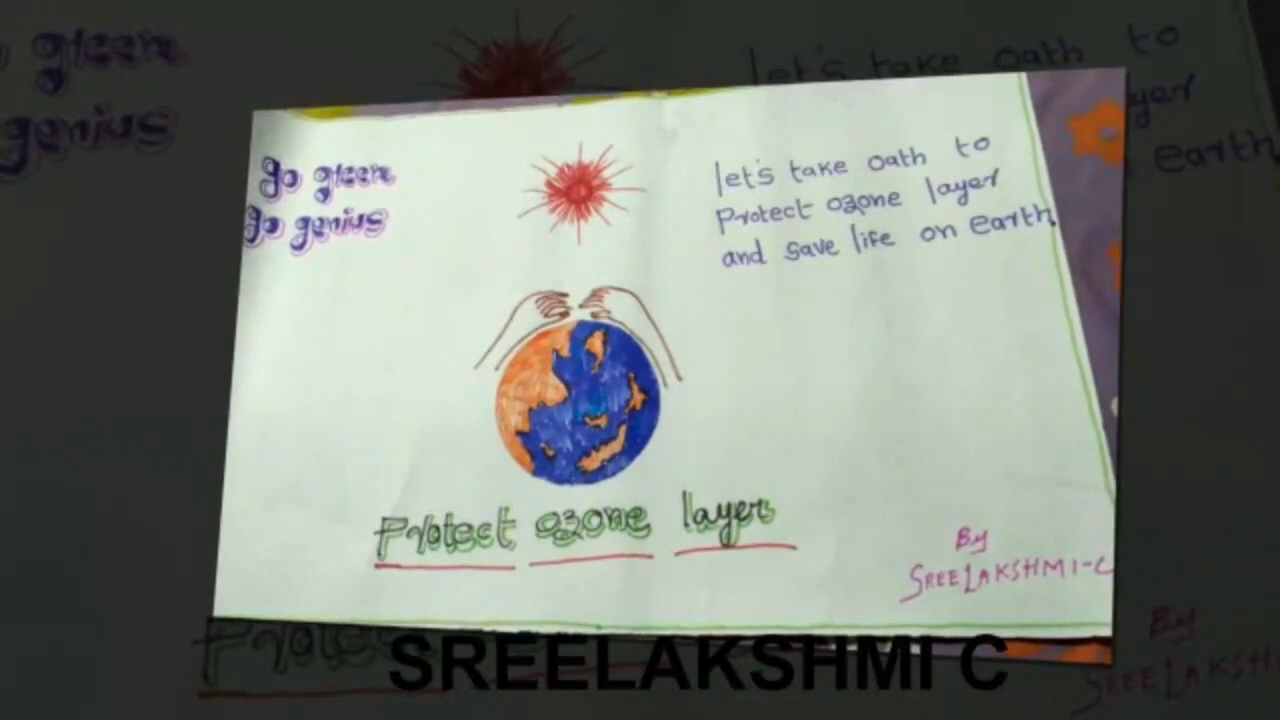 go green
go genius
let's take oath to
Protect ozone layer
and save life on earth.
Protect ozone layer
By
SREELAKSHMI-C
SREELAKSHMI C